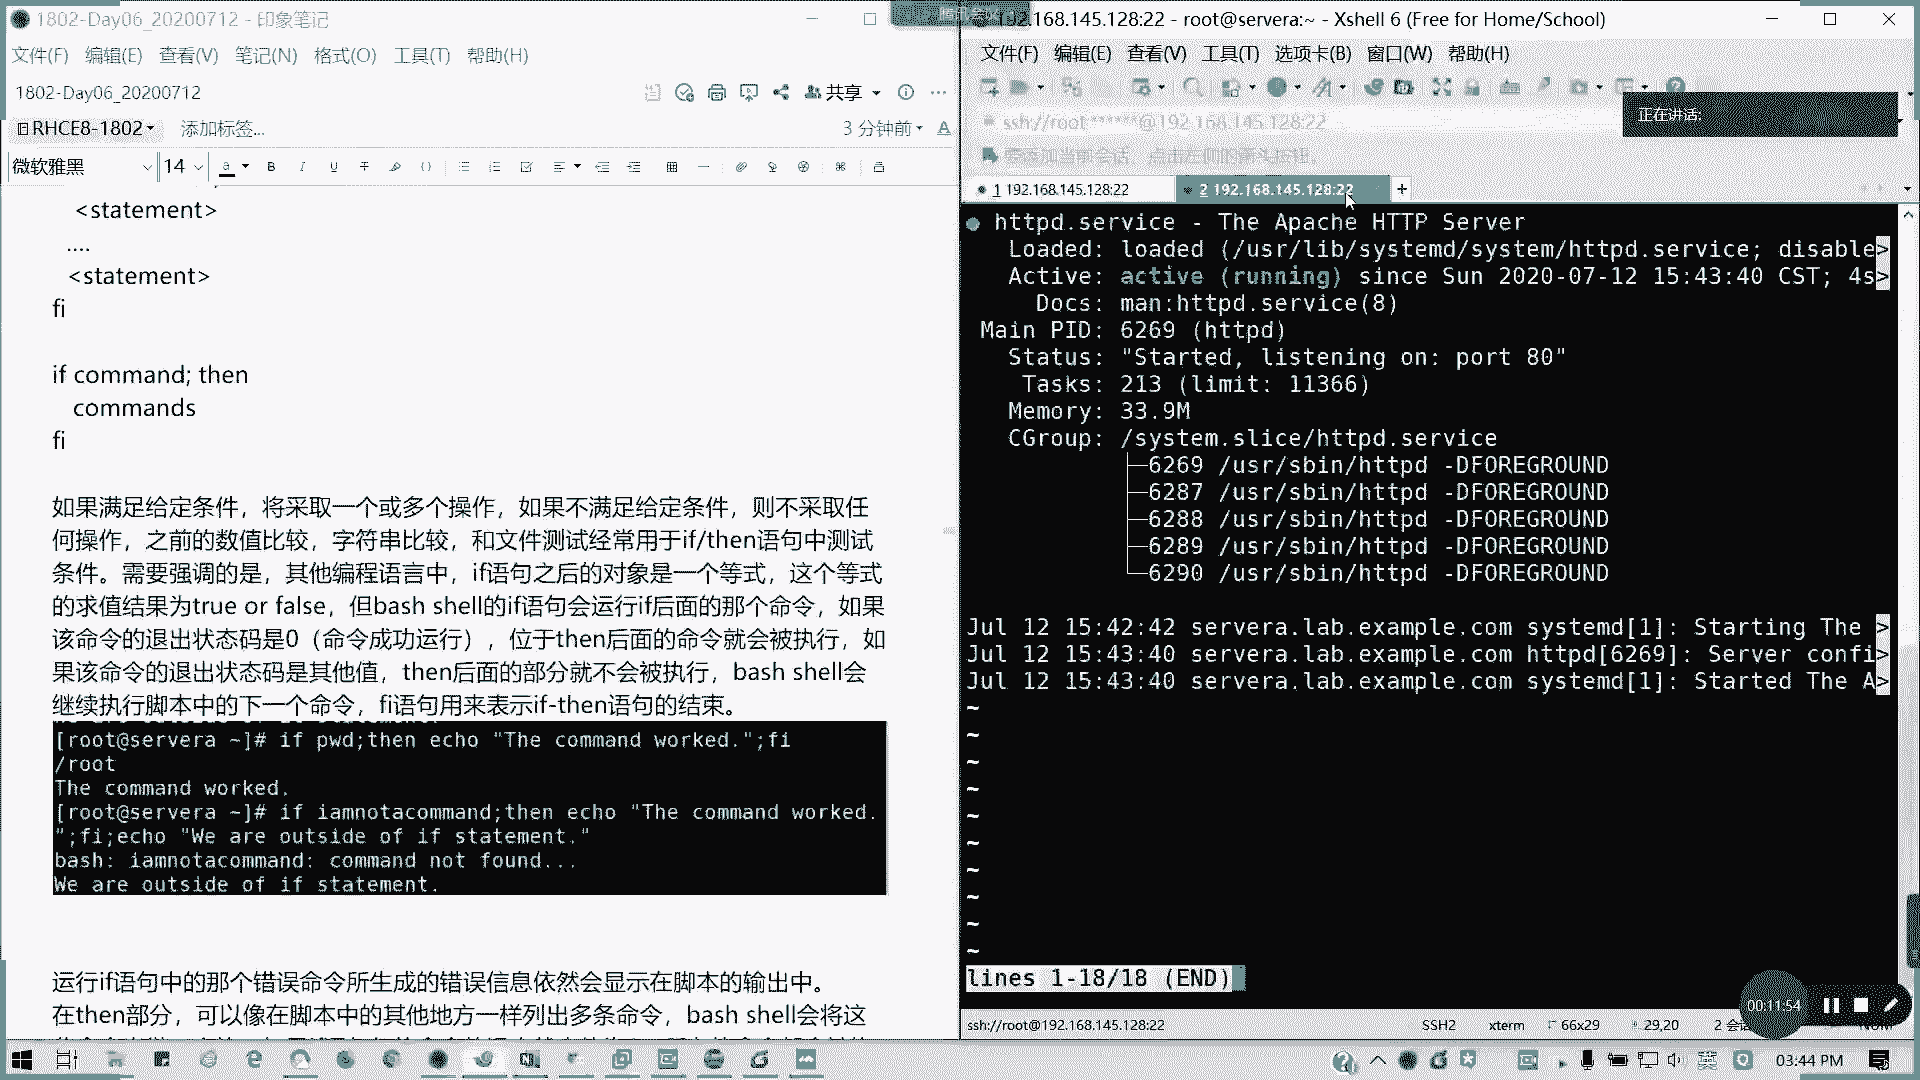 1802-Day06_20200712 - 印象笔记
文件(F) 编辑(E) 查看(V) 笔记(N) 格式(O) 工具(T) 帮助(H)
1802-Day06_20200712
共享
RHCE8-1802
添加标签...
3 分钟前
微软雅黑
14
<statement>
....
<statement>
fi
if command; then
commands
fi
如果满足给定条件，将采取一个或多个操作，如果不满足给定条件，则不采取任
何操作，之前的数值比较，字符串比较，和文件测试经常用于if/then语句中测试
条件。需要强调的是，其他编程语言中，if语句之后的对象是一个等式，这个等式
的求值结果为true or false，但bash shell的if语句会运行if后面的那个命令，如果
该命令的退出状态码是0（命令成功运行），位于then后面的命令就会被执行，如
果该命令的退出状态码是其他值，then后面的部分就不会被执行，bash shell会
继续执行脚本中的下一个命令，fi语句用来表示if-then语句的结束。
[root@servera ~]# if pwd;then echo "The command worked.";fi
/root
The command worked.
[root@servera ~]# if iamnotacommand;then echo "The command worked.
";fi;echo "We are outside of if statement."
bash: iamnotacommand: command not found...
We are outside of if statement.
运行if语句中的那个错误命令所生成的错误信息依然会显示在脚本的输出中。
在then部分，可以像在脚本中的其他地方一样列出多条命令，bash shell会将这
192.168.145.128:22 - root@servera:~ - Xshell 6 (Free for Home/School)
文件(F) 编辑(E) 查看(V) 工具(T) 选项卡(B) 窗口(W) 帮助(H)
ssh://root:******@192.168.145.128:22
正在讲话:
要添加当前会话，点击左侧的箭头按钮。
1 192.168.145.128:22
2 192.168.145.128:22
● httpd.service - The Apache HTTP Server
Loaded: loaded (/usr/lib/systemd/system/httpd.service; disable>
Active: active (running) since Sun 2020-07-12 15:43:40 CST; 4s>
Docs: man:httpd.service(8)
Main PID: 6269 (httpd)
Status: "Started, listening on: port 80"
Tasks: 213 (limit: 11366)
Memory: 33.9M
CGroup: /system.slice/httpd.service
├─6269 /usr/sbin/httpd -DFOREGROUND
├─6287 /usr/sbin/httpd -DFOREGROUND
├─6288 /usr/sbin/httpd -DFOREGROUND
├─6289 /usr/sbin/httpd -DFOREGROUND
└─6290 /usr/sbin/httpd -DFOREGROUND
Jul 12 15:42:42 servera.lab.example.com systemd[1]: Starting The >
Jul 12 15:43:40 servera.lab.example.com httpd[6269]: Server confi>
Jul 12 15:43:40 servera.lab.example.com systemd[1]: Started The A>
~
~
~
~
~
~
~
~
~
~
lines 1-18/18 (END)
00:11:54
ssh://root@192.168.145.128:22
SSH2
xterm
66x29
29,20
2 会
NUM
英
03:44 PM